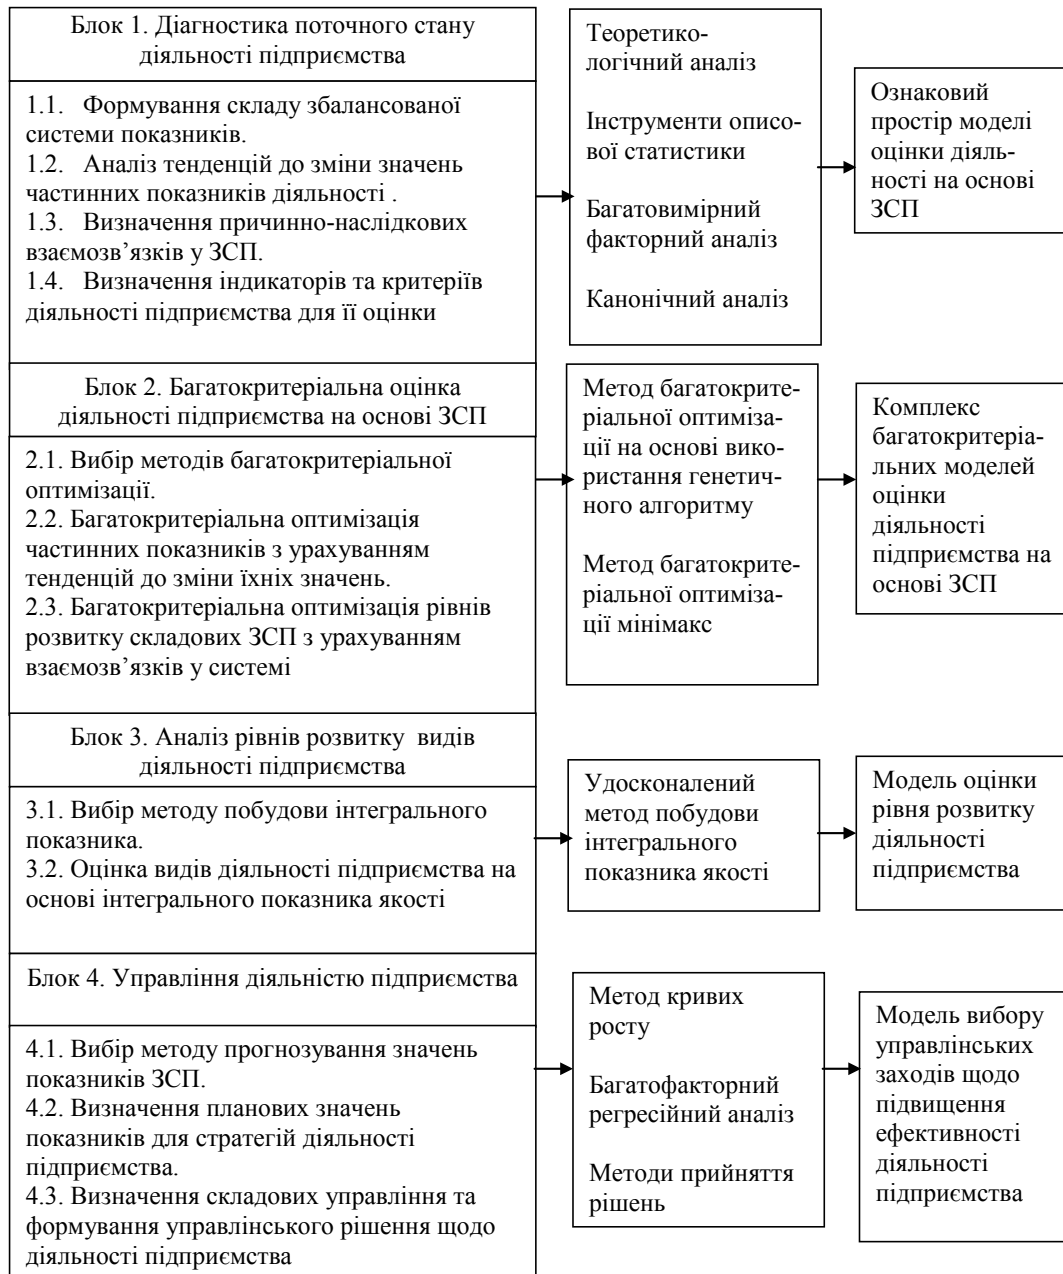 Блок 1. Діагностика поточного стану
діяльності підприємства
1.1. Формування складу збалансованої
системи показників.
1.2. Аналіз тенденцій до зміни значень
частинних показників діяльності .
1.3. Визначення причинно-наслідкових
взаємозв’язків у ЗСП.
1.4. Визначення індикаторів та критеріїв
діяльності підприємства для її оцінки
Теоретико-
логічний аналіз
Інструменти описо-
вої статистики
Багатовимірний
факторний аналіз
Канонічний аналіз
Ознаковий
простір моделі
оцінки діяль-
ності на основі
ЗСП
Блок 2. Багатокритеріальна оцінка
діяльності підприємства на основі ЗСП
2.1. Вибір методів багатокритеріальної
оптимізації.
2.2. Багатокритеріальна оптимізація
частинних показників з урахуванням
тенденцій до зміни їхніх значень.
2.3. Багатокритеріальна оптимізація рівнів
розвитку складових ЗСП з урахуванням
взаємозв’язків у системі
Метод багатокрите-
ріальної оптиміза-
ції на основі вико-
ристання генетич-
ного алгоритму
Метод багатокрите-
ріальної оптиміза-
ції мінімакс
Комплекс
багатокритеріа-
льних моделей
оцінки
діяльності
підприємства на
основі ЗСП
Блок 3. Аналіз рівнів розвитку видів
діяльності підприємства
3.1. Вибір методу побудови інтегрального
показника.
3.2. Оцінка видів діяльності підприємства на
основі інтегрального показника якості
Удосконалений
метод побудови
інтегрального
показника якості
Модель оцінки
рівня розвитку
діяльності
підприємства
Блок 4. Управління діяльністю підприємства
4.1. Вибір методу прогнозування значень
показників ЗСП.
4.2. Визначення планових значень
показників для стратегій діяльності
підприємства.
4.3. Визначення складових управління та
формування управлінського рішення щодо
діяльності підприємства
Метод кривих
росту
Багатофакторний
регресійний аналіз
Методи прийняття
рішень
Модель вибору
управлінських
заходів щодо
підвищення
ефективності
діяльності
підприємства